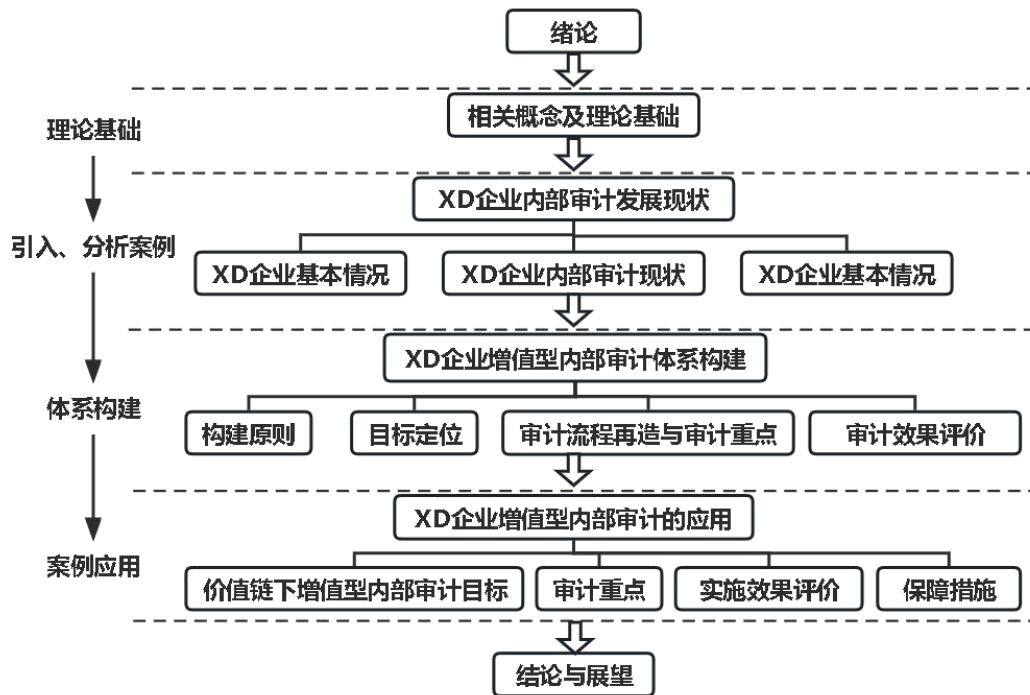 绪论
相关概念及理论基础
理论基础
XD企业内部审计发展现状
引入、分析案例
XD企业基本情况
XD企业内部审计现状
XD企业基本情况
XD企业增值型内部审计体系构建
体系构建
构建原则
目标定位
审计流程再造与审计重点
审计效果评价
XD企业增值型内部审计的应用
案例应用
价值链下增值型内部审计目标
审计重点
实施效果评价
保障措施
结论与展望